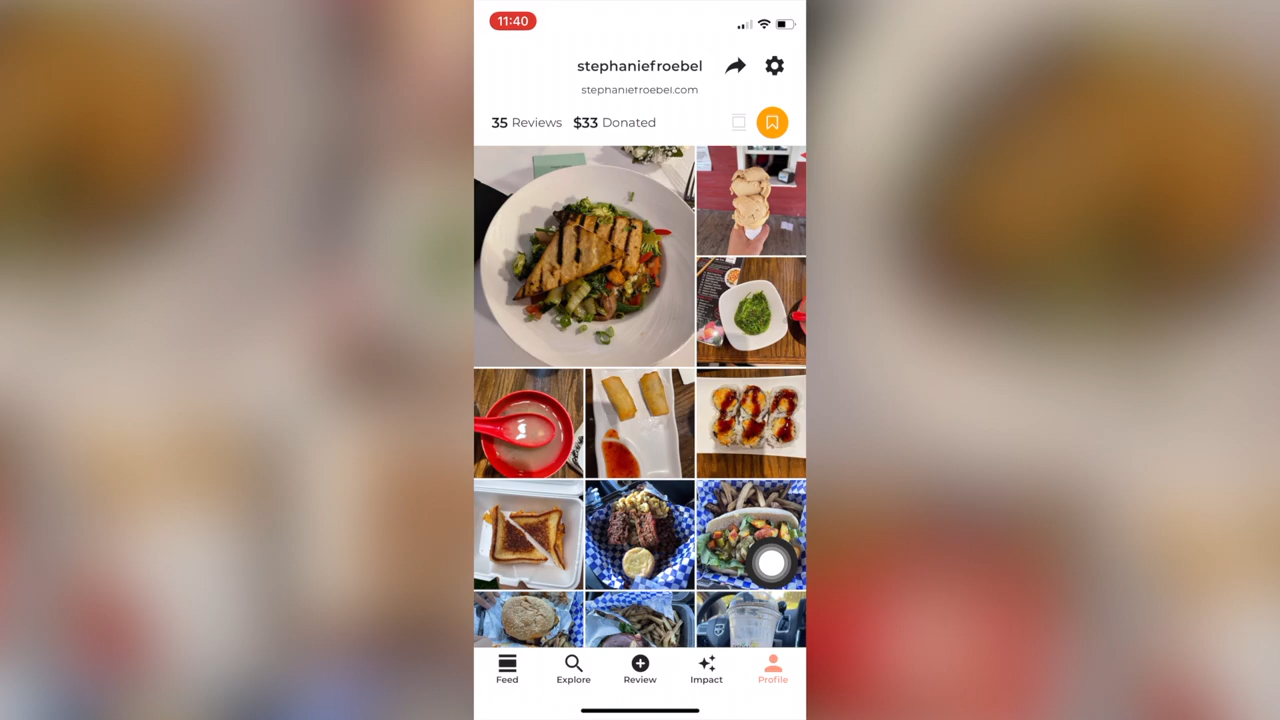 11:40
stephaniefroebel
stephaniefroebel.com
35 Reviews $33 Donated
Feed Explore Review Impact Profile